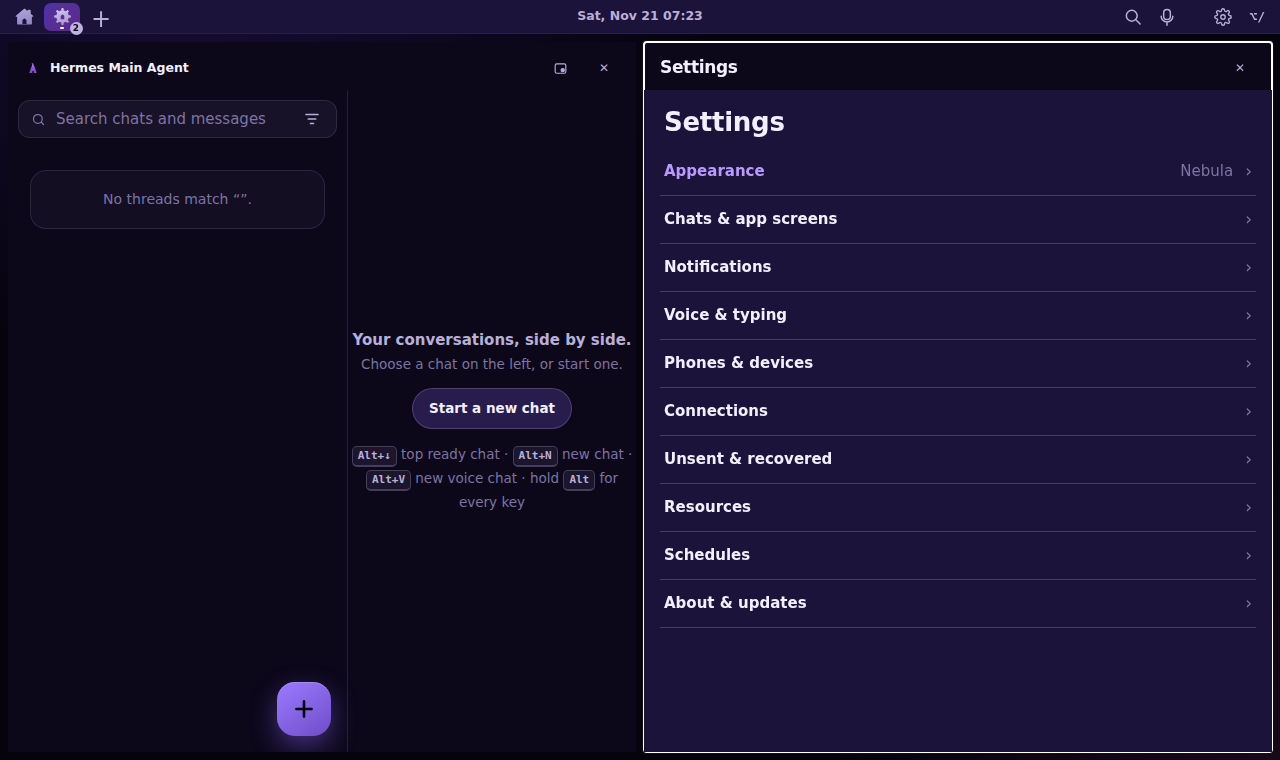 2
Sat, Nov 21 07:23
Hermes Main Agent
Search chats and messages
No threads match “”.
Your conversations, side by side.
Choose a chat on the left, or start one.
Start a new chat
Alt+↓ top ready chat · Alt+N new chat ·
Alt+V new voice chat · hold Alt for
every key
Settings
Settings
Appearance Nebula
Chats & app screens
Notifications
Voice & typing
Phones & devices
Connections
Unsent & recovered
Resources
Schedules
About & updates